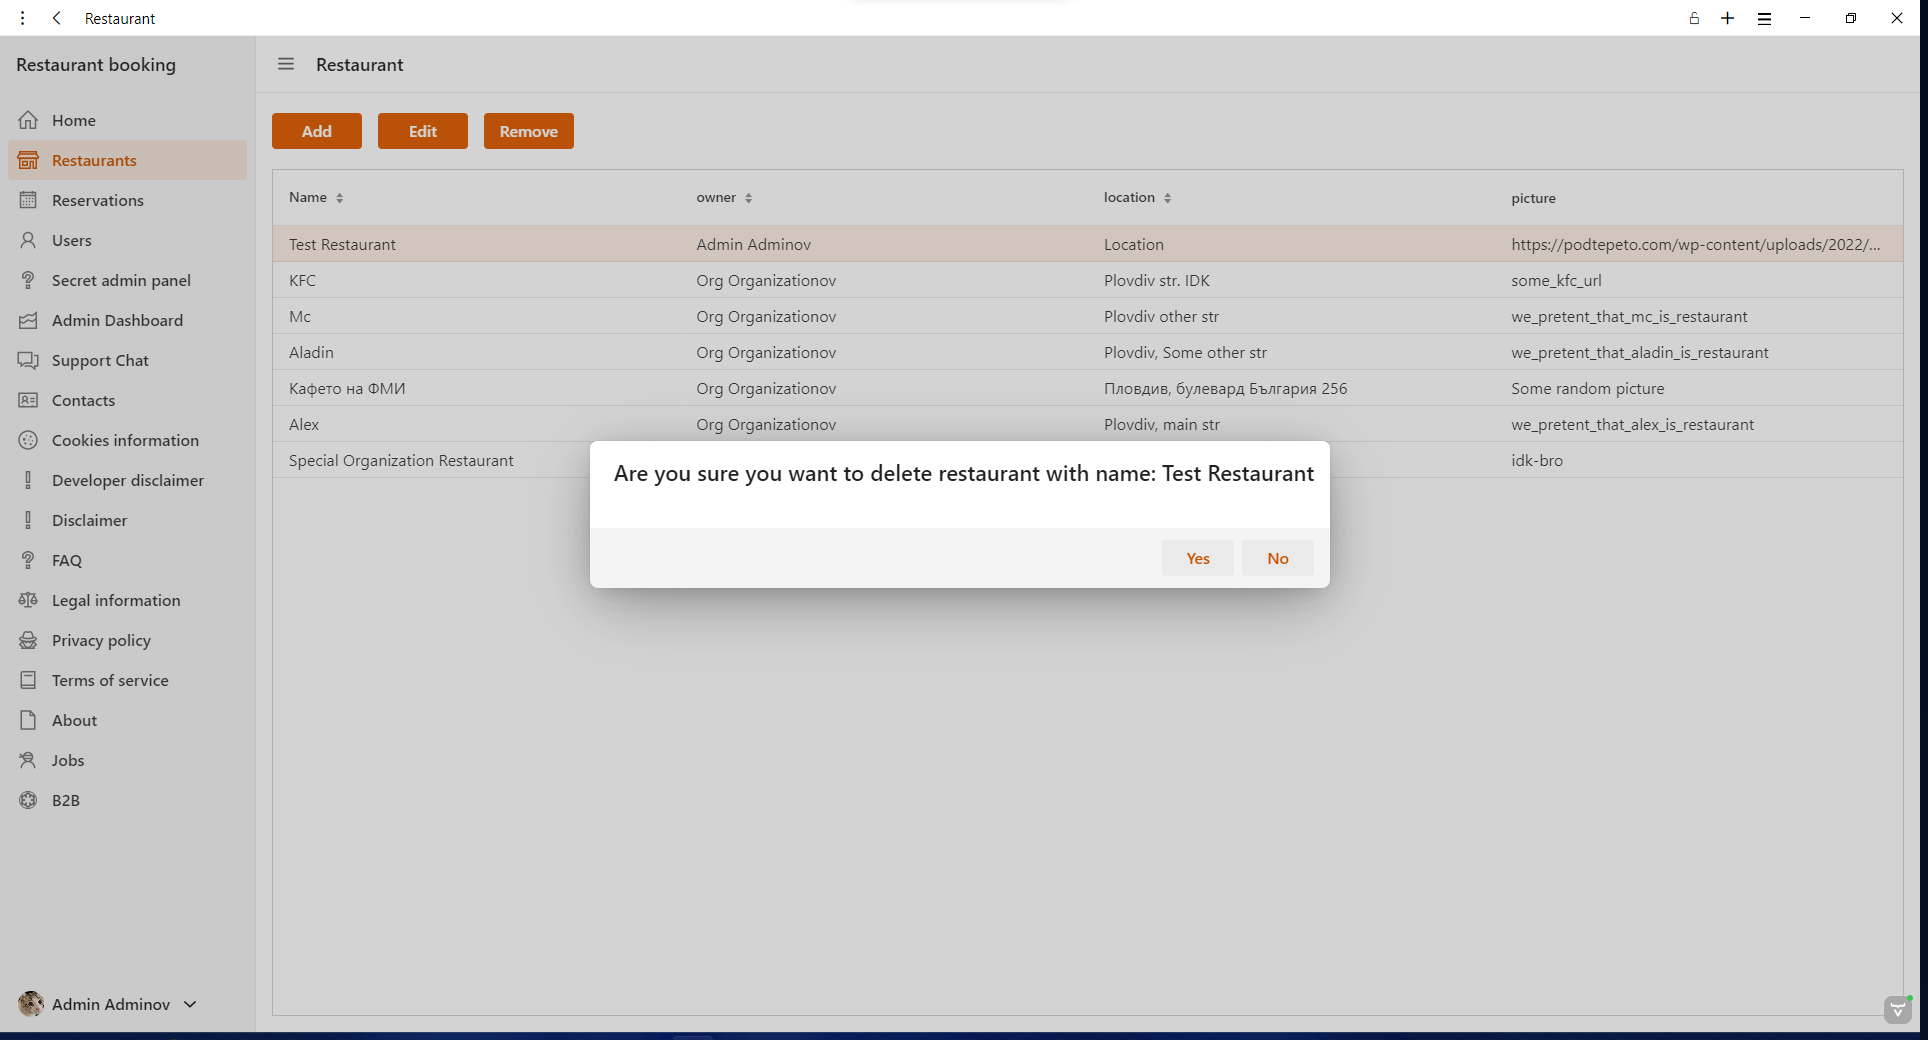 Restaurant
Restaurant booking
Restaurant
Home
Restaurants
Reservations
Users
Secret admin panel
Admin Dashboard
Support Chat
Contacts
Cookies information
Developer disclaimer
Disclaimer
FAQ
Legal information
Privacy policy
Terms of service
About
Jobs
B2B
Admin Adminov
Add Edit Remove
Name owner location picture
Test Restaurant Admin Adminov Location https://podtepeto.com/wp-content/uploads/2022/...
KFC Org Organizationov Plovdiv str. IDK some_kfc_url
Mc Org Organizationov Plovdiv other str we_pretent_that_mc_is_restaurant
Aladin Org Organizationov Plovdiv, Some other str we_pretent_that_aladin_is_restaurant
Кафето на ФМИ Org Organizationov Пловдив, булевард България 256 Some random picture
Alex Org Organizationov Plovdiv, main str we_pretent_that_alex_is_restaurant
Special Organization Restaurant idk-bro
Are you sure you want to delete restaurant with name: Test Restaurant
Yes No